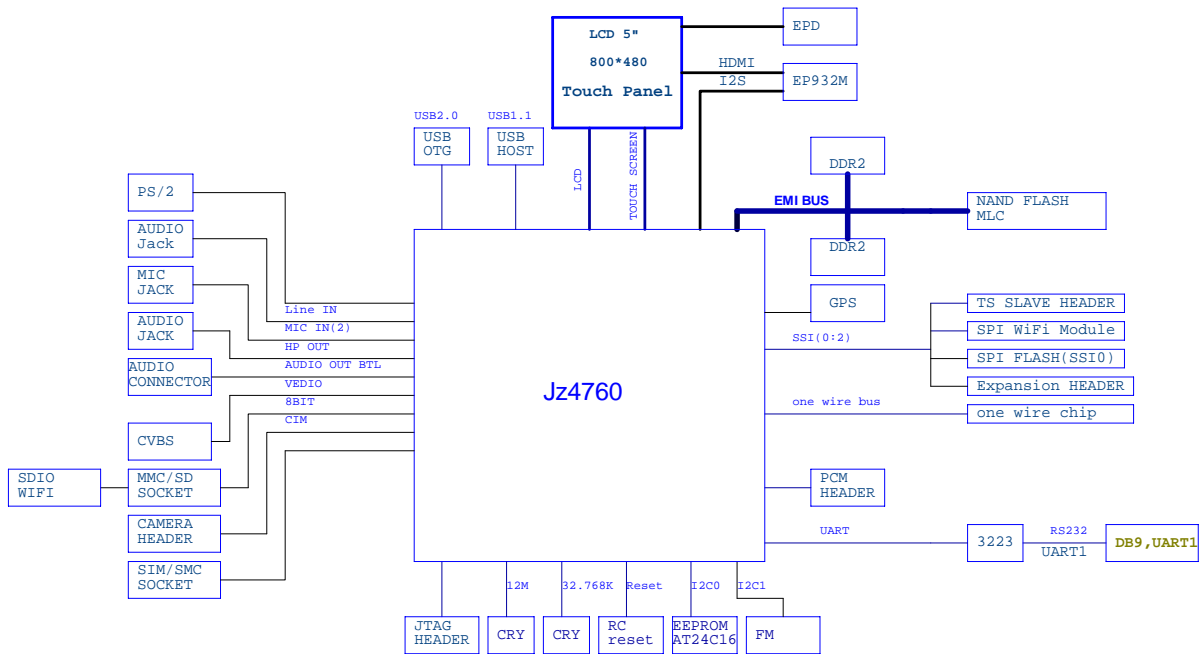 LCD 5"
800*480
Touch Panel
EPD
HDMI
I2S
EP932M
USB2.0
USB1.1
USB
OTG
USB
HOST
LCD
TOUCH SCREEN
DDR2
EMI BUS
NAND FLASH
MLC
DDR2
PS/2
AUDIO
Jack
MIC
JACK
AUDIO
JACK
AUDIO
CONNECTOR
CVBS
SDIO
WIFI
MMC/SD
SOCKET
CAMERA
HEADER
SIM/SMC
SOCKET
Line IN
MIC IN(2)
HP OUT
AUDIO OUT BTL
VEDIO
8BIT
CIM
Jz4760
GPS
SSI(0:2)
TS SLAVE HEADER
SPI WiFi Module
SPI FLASH(SSI0)
Expansion HEADER
one wire bus
one wire chip
PCM
HEADER
UART
3223
RS232
UART1
DB9,UART1
12M
32.768K
Reset
I2C0
I2C1
JTAG
HEADER
CRY
CRY
RC
reset
EEPROM
AT24C16
FM